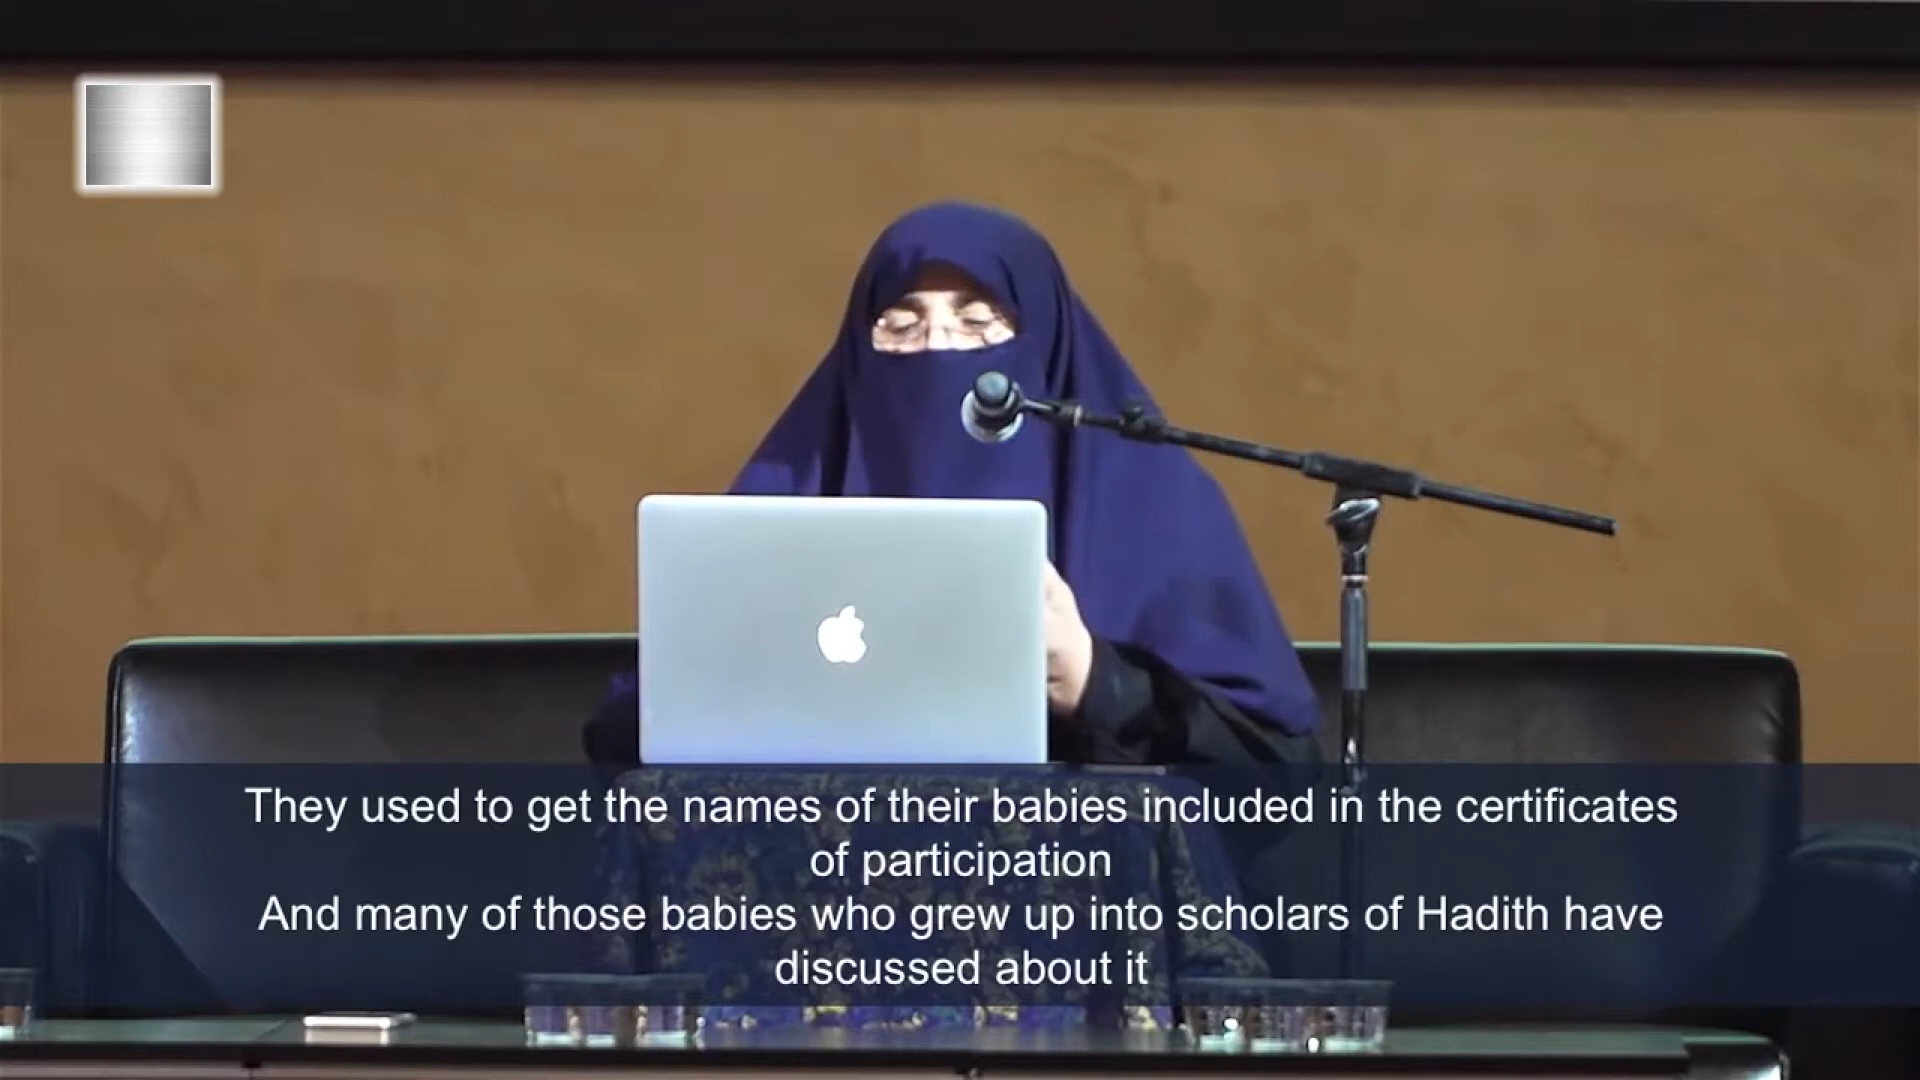 They used to get the names of their babies included in the certificates
of participation
And many of those babies who grew up into scholars of Hadith have
discussed about it